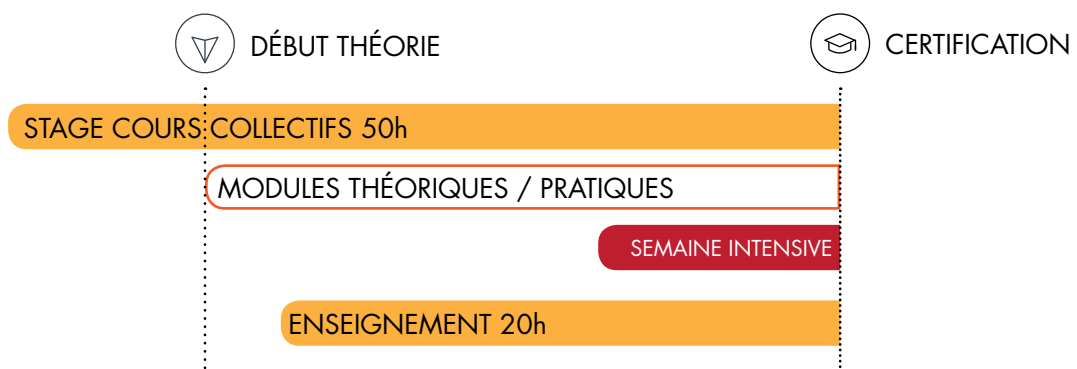 DÉBUT THÉORIE
CERTIFICATION
STAGE COURS COLLECTIFS 50h
MODULES THÉORIQUES / PRATIQUES
SEMAINE INTENSIVE
ENSEIGNEMENT 20h